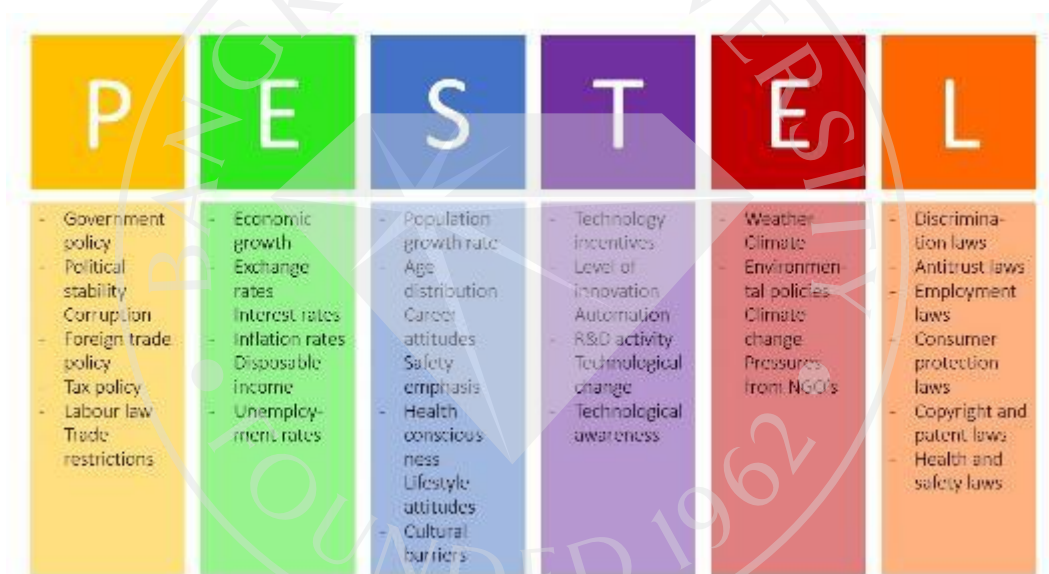 P
E
S
T
E
L
- Government
policy
- Political
stability
Corruption
- Foreign trade
policy
- Tax policy
- Labour law
Trade
restrictions
- Economic
growth
- Exchange
rates
Interest rates
- Inflation rates
Disposable
income
- Unemploy-
ment rates
- Population
growth rate
- Age
distribution
Career
attitudes
Safety
emphasis
- Health
conscious
ness
Lifestyle
attitudes
- Cultural
barriers
- Technology
incentives
- Level of
innovation
Automation
- R&D activity
Technological
change
- Technological
awareness
- Weather
Climate
- Environmen-
tal policies
Climate
change
Pressures
from NGO's
- Discrimina-
tion laws
- Antitrust laws
- Employment
laws
- Consumer
protection
laws
- Copyright and
patent laws
- Health and
safety laws
FOUNDED 1962